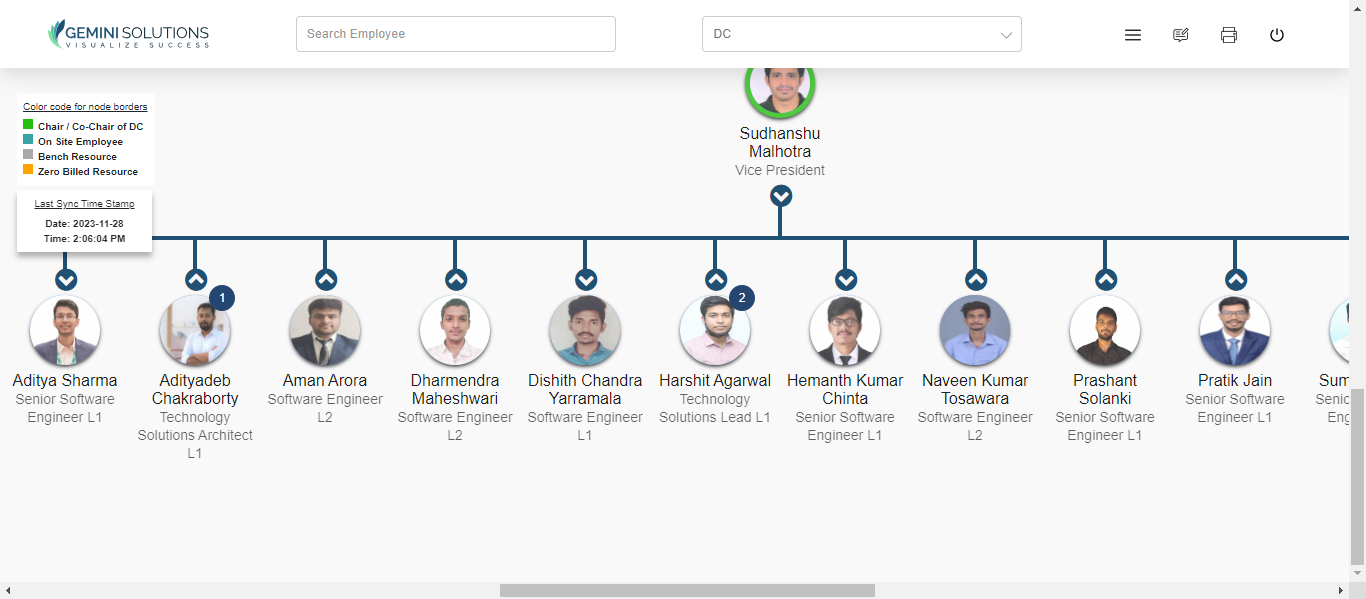 GEMINI SOLUTIONS
VISUALIZE SUCCESS
Search Employee
DC
Color code for node borders
Chair / Co-Chair of DC
On Site Employee
Bench Resource
Zero Billed Resource
Last Sync Time Stamp
Date: 2023-11-28
Time: 2:06:04 PM
Sudhanshu
Malhotra
Vice President
Aditya Sharma
Senior Software
Engineer L1
1
Adityadeb
Chakraborty
Technology
Solutions Architect
L1
Aman Arora
Software Engineer
L2
Dharmendra
Maheshwari
Software Engineer
L2
Dishith Chandra
Yarramala
Software Engineer
L1
2
Harshit Agarwal
Technology
Solutions Lead L1
Hemanth Kumar
Chinta
Senior Software
Engineer L1
Naveen Kumar
Tosawara
Software Engineer
L2
Prashant
Solanki
Senior Software
Engineer L1
Pratik Jain
Senior Software
Engineer L1
Sum
Senio
Eng